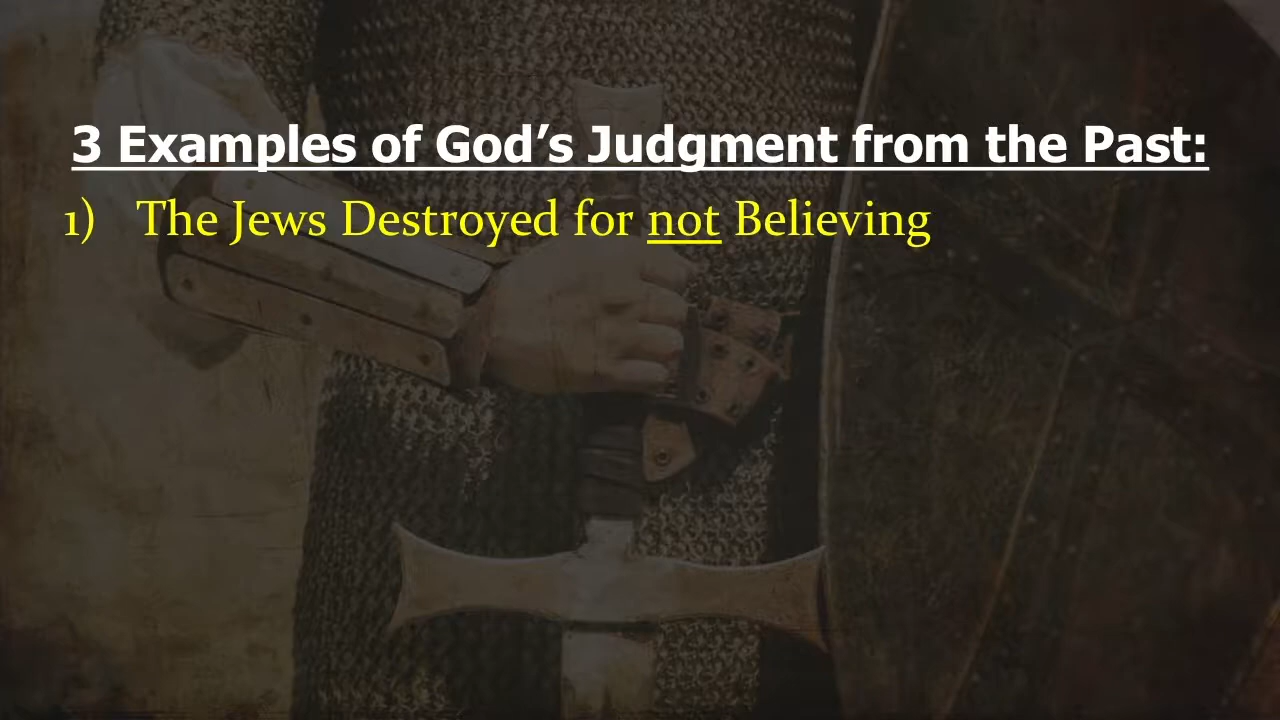 3 Examples of God’s Judgment from the Past:
1) The Jews Destroyed for not Believing